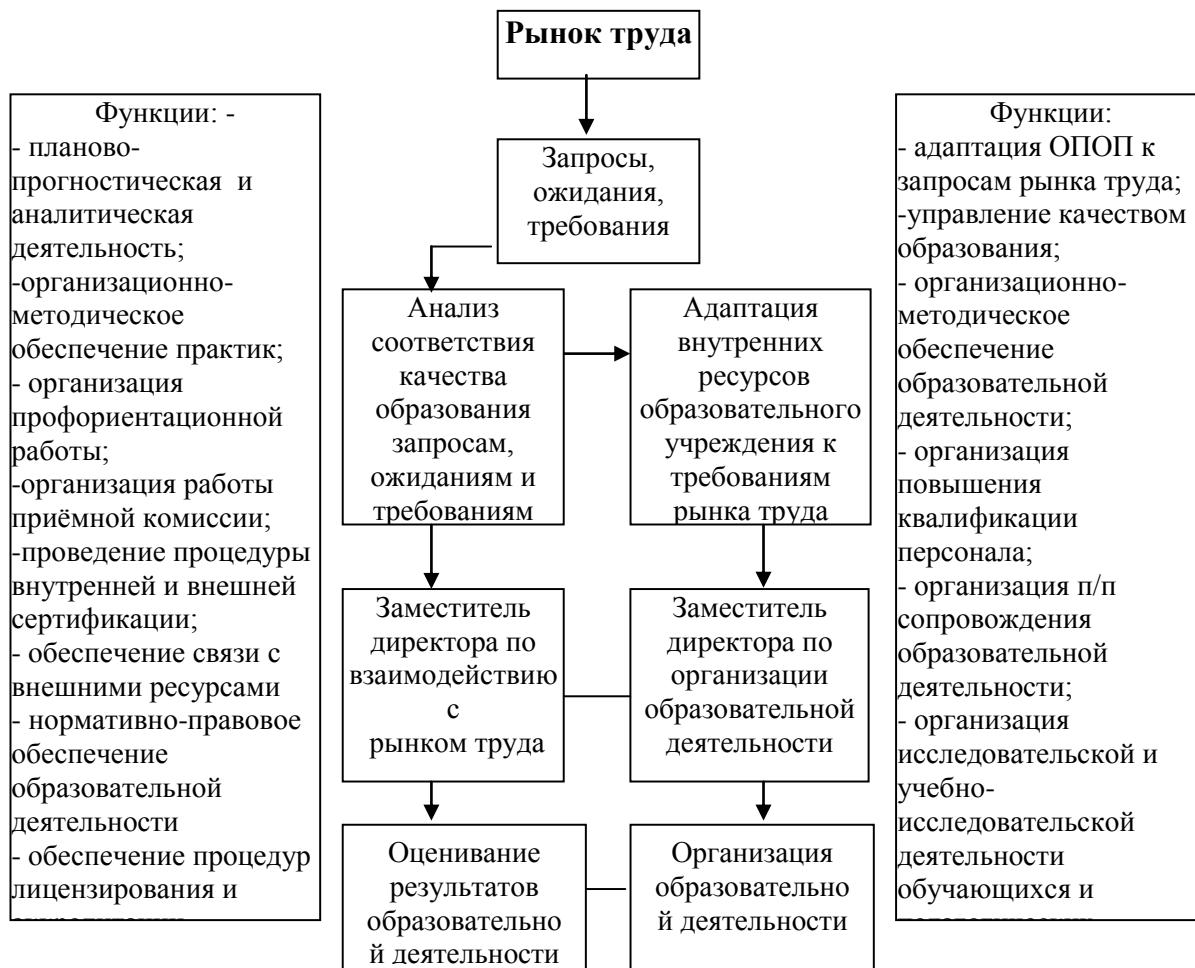 Рынок труда
Функции: -
- планово-
прогностическая и
аналитическая
деятельность;
-организационно-
методическое
обеспечение практик;
- организация
профориентационной
работы;
-организация работы
приёмной комиссии;
-проведение процедуры
внутренней и внешней
сертификации;
- обеспечение связи с
внешними ресурсами
- нормативно-правовое
обеспечение
образовательной
деятельности
- обеспечение процедур
лицензирования и
Запросы,
ожидания,
требования
Анализ
соответствия
качества
образования
запросам,
ожиданиям и
требованиям
Адаптация
внутренних
ресурсов
образовательного
учреждения к
требованиям
рынка труда
Заместитель
директора по
взаимодействию
с
рынком труда
Заместитель
директора по
организации
образовательной
деятельности
Оценивание
результатов
образовательно
й деятельности
Организация
образовательно
й деятельности
Функции:
- адаптация ОПОП к
запросам рынка труда;
-управление качеством
образования;
- организационно-
методическое
обеспечение
образовательной
деятельности;
- организация
повышения
квалификации
персонала;
- организация п/п
сопровождения
образовательной
деятельности;
- организация
исследовательской и
учебно-
исследовательской
деятельности
обучающихся и